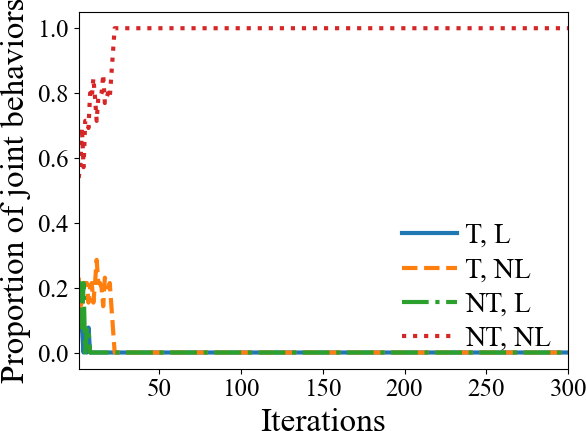 Proportion of joint behaviors
1.0
0.8
0.6
0.4
0.2
0.0
T, L
T, NL
NT, L
NT, NL
50
100
150
200
250
300
Iterations